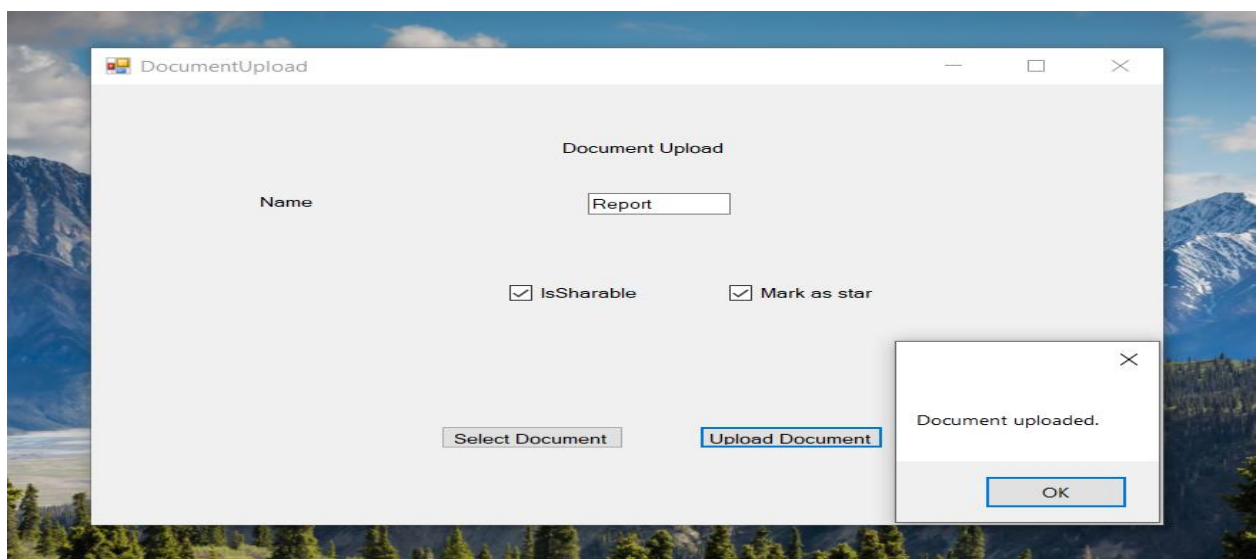 DocumentUpload
Document Upload
Name
Report
IsSharable
Mark as star
Select Document
Upload Document
Document uploaded.
OK